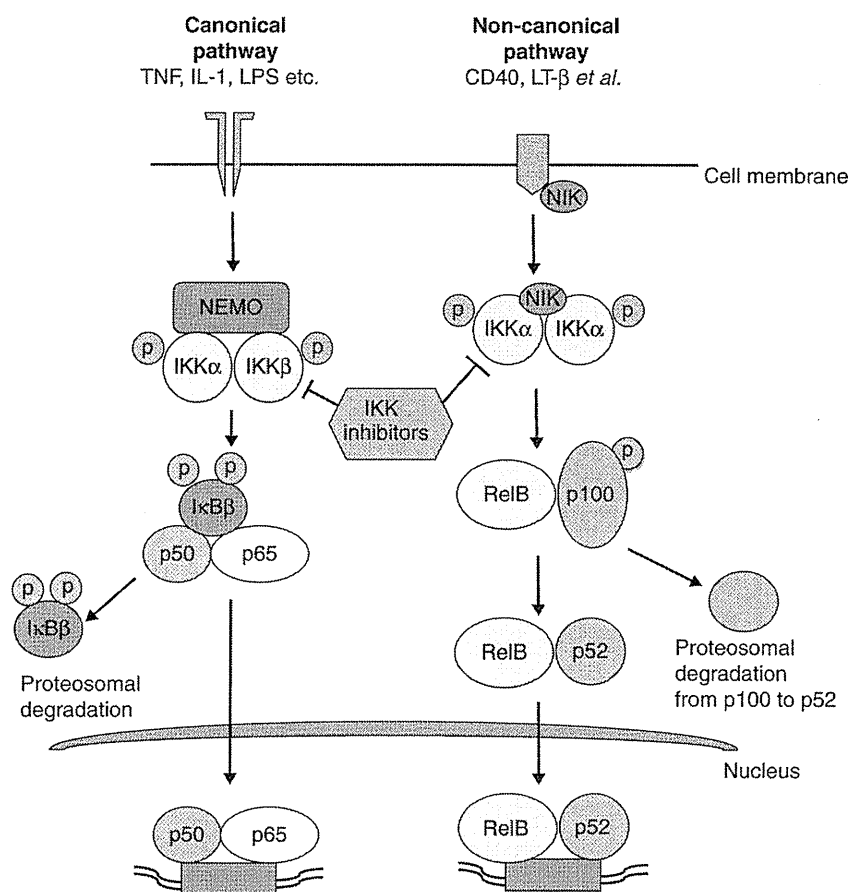 Canonical
pathway
TNF, IL-1, LPS etc.
Non-canonical
pathway
CD40, LT-β et al.
Cell membrane
NIK
NEMO
p
IKKα
IKKβ
p
NIK
p
IKKα
IKKα
p
IKK
inhibitors
p
p
IκBβ
p50
p65
p
RelB
p100
p
p
IκBβ
Proteosomal
degradation
RelB
p52
Proteosomal
degradation
from p100 to p52
Nucleus
p50
p65
RelB
p52